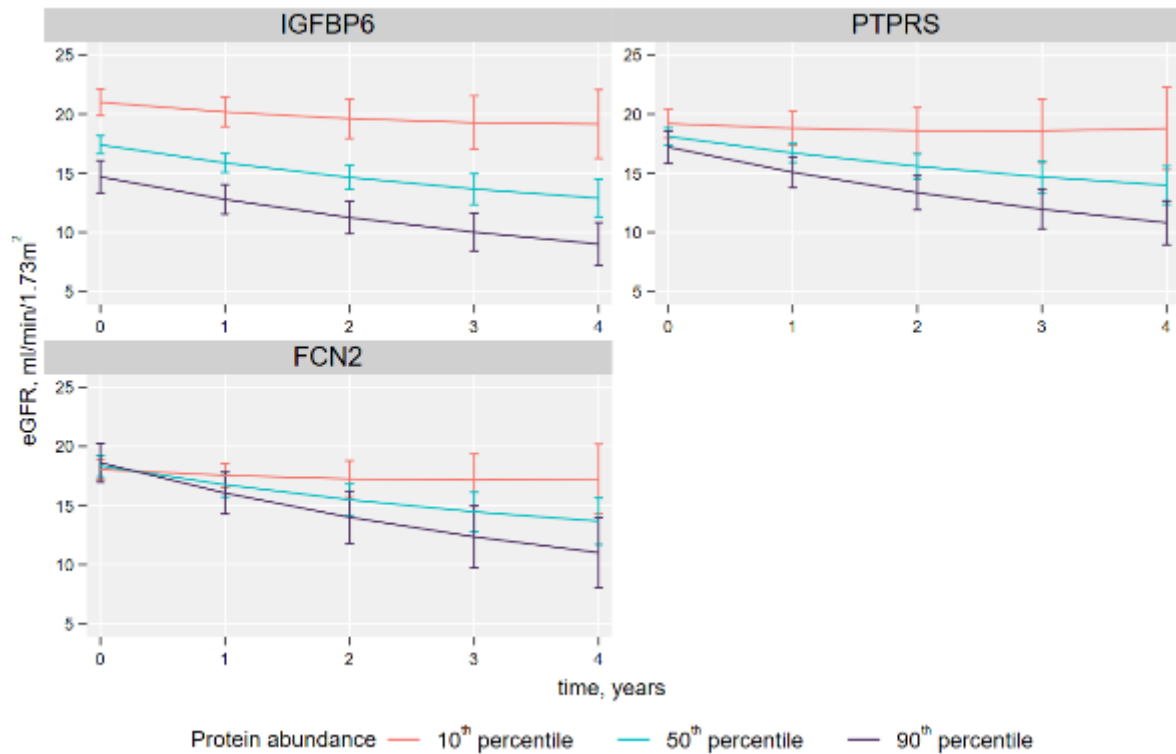 IGFBP6 PTPRS
25 25
20 20
15 15
10 10
5 5
0 1 2 3 4 0 1 2 3 4
eGFR, ml/min/1.73m²
FCN2
25
20
15
10
5
0 1 2 3 4
time, years
Protein abundance 10th percentile 50th percentile 90th percentile